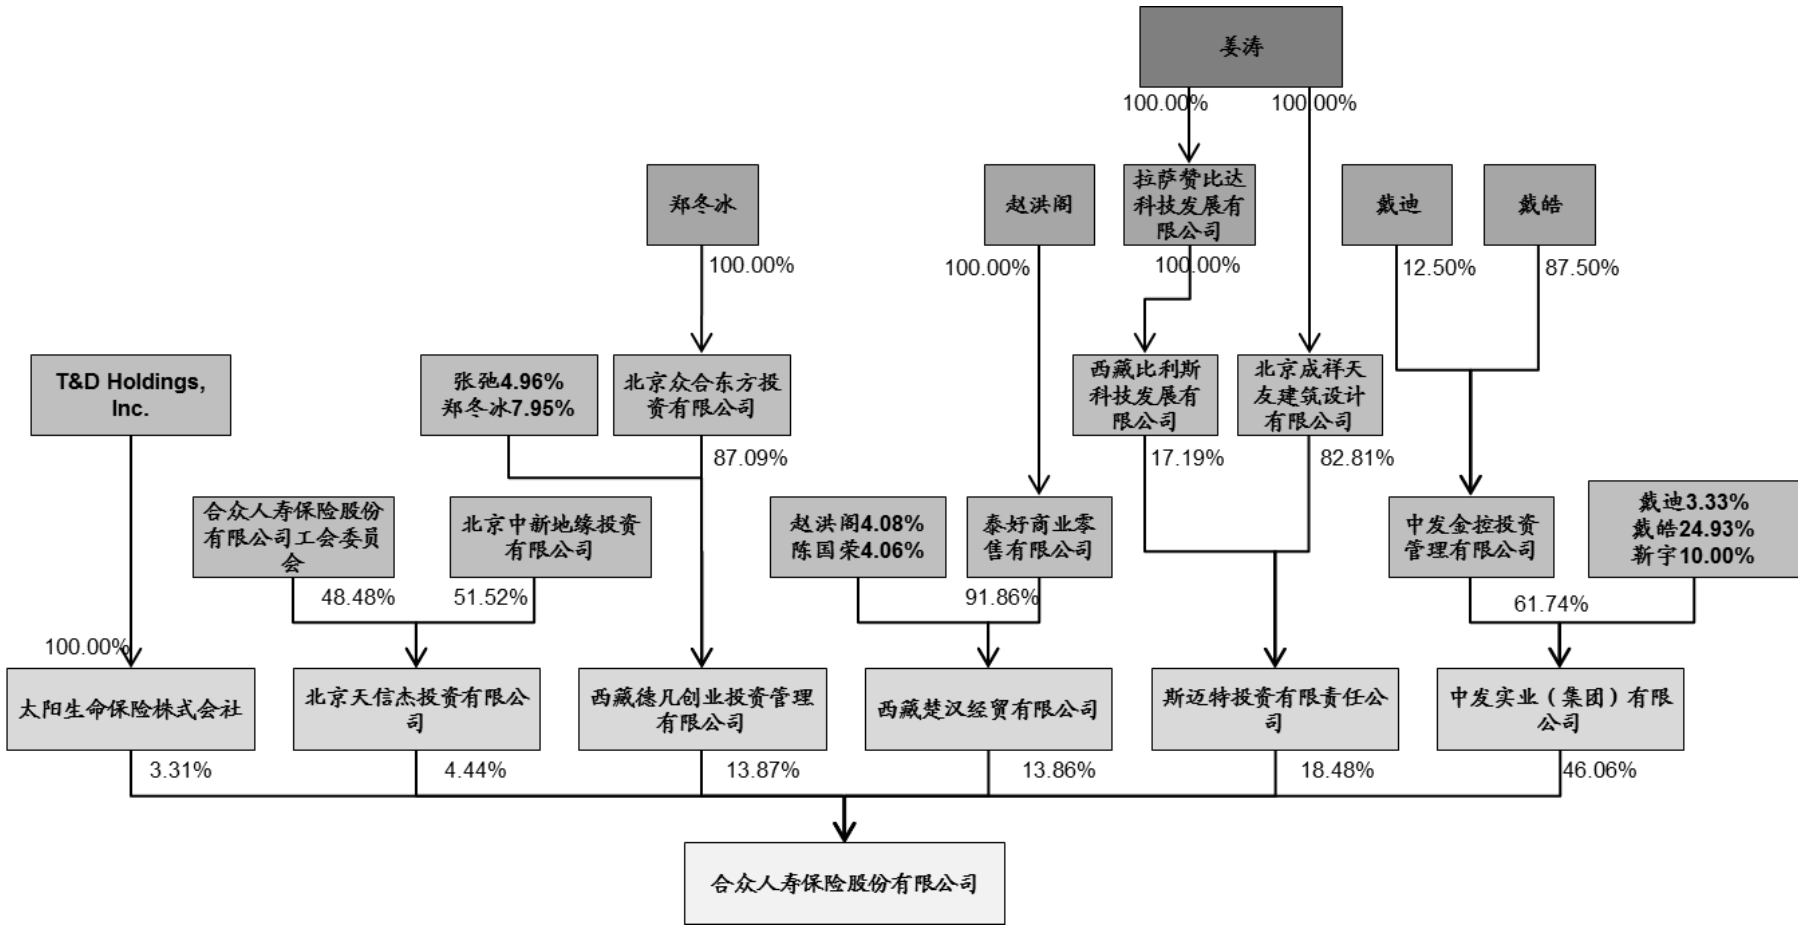 姜涛
100.00%
100.00%
郑冬冰
赵洪阁
拉萨赞比达
科技发展有
限公司
戴迪
戴皓
100.00%
100.00%
100.00%
12.50%
87.50%
T&D Holdings,
Inc.
张弛4.96%
郑冬冰7.95%
北京众合东方投
资有限公司
西藏比利斯
科技发展有
限公司
北京成祥天
友建筑设计
有限公司
87.09%
17.19%
82.81%
合众人寿保险股份
有限公司工会委员
会
北京中新地缘投资
有限公司
赵洪阁4.08%
陈国荣4.06%
泰好商业零
售有限公司
中发金控投资
管理有限公司
戴迪3.33%
戴皓24.93%
靳宇10.00%
48.48%
51.52%
91.86%
61.74%
100.00%
太阳生命保险株式会社
北京天信杰投资有限公
司
西藏德凡创业投资管理
有限公司
西藏楚汉经贸有限公司
斯迈特投资有限责任公
司
中发实业（集团）有限
公司
3.31%
4.44%
13.87%
13.86%
18.48%
46.06%
合众人寿保险股份有限公司